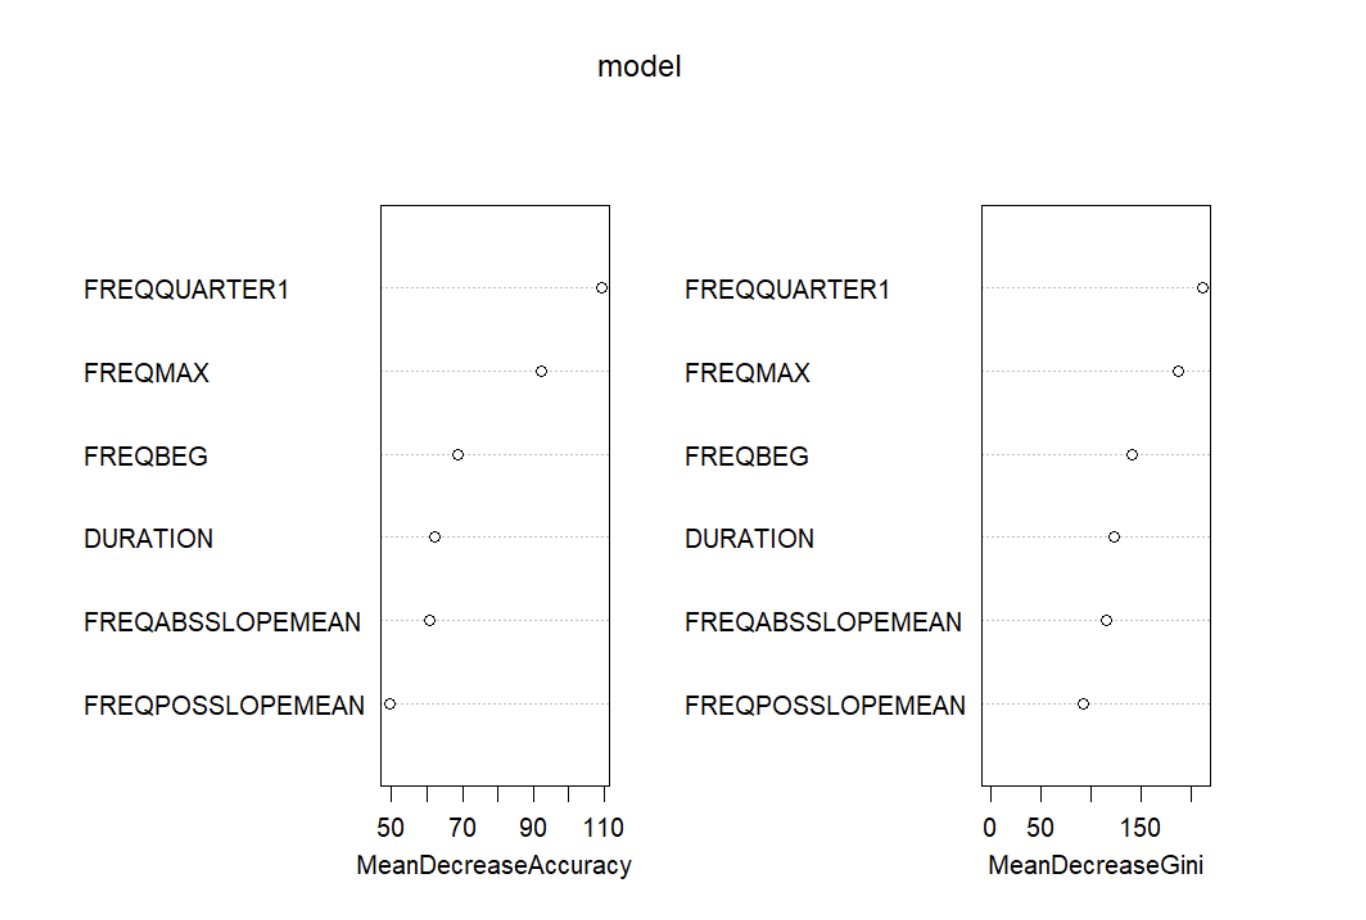 model
FREQQUARTER1
FREQMAX
FREQBEG
DURATION
FREQABSSLOPEMEAN
FREQPOSSLOPEMEAN
50 70 90 110
MeanDecreaseAccuracy
FREQQUARTER1
FREQMAX
FREQBEG
DURATION
FREQABSSLOPEMEAN
FREQPOSSLOPEMEAN
0 50 150
MeanDecreaseGini